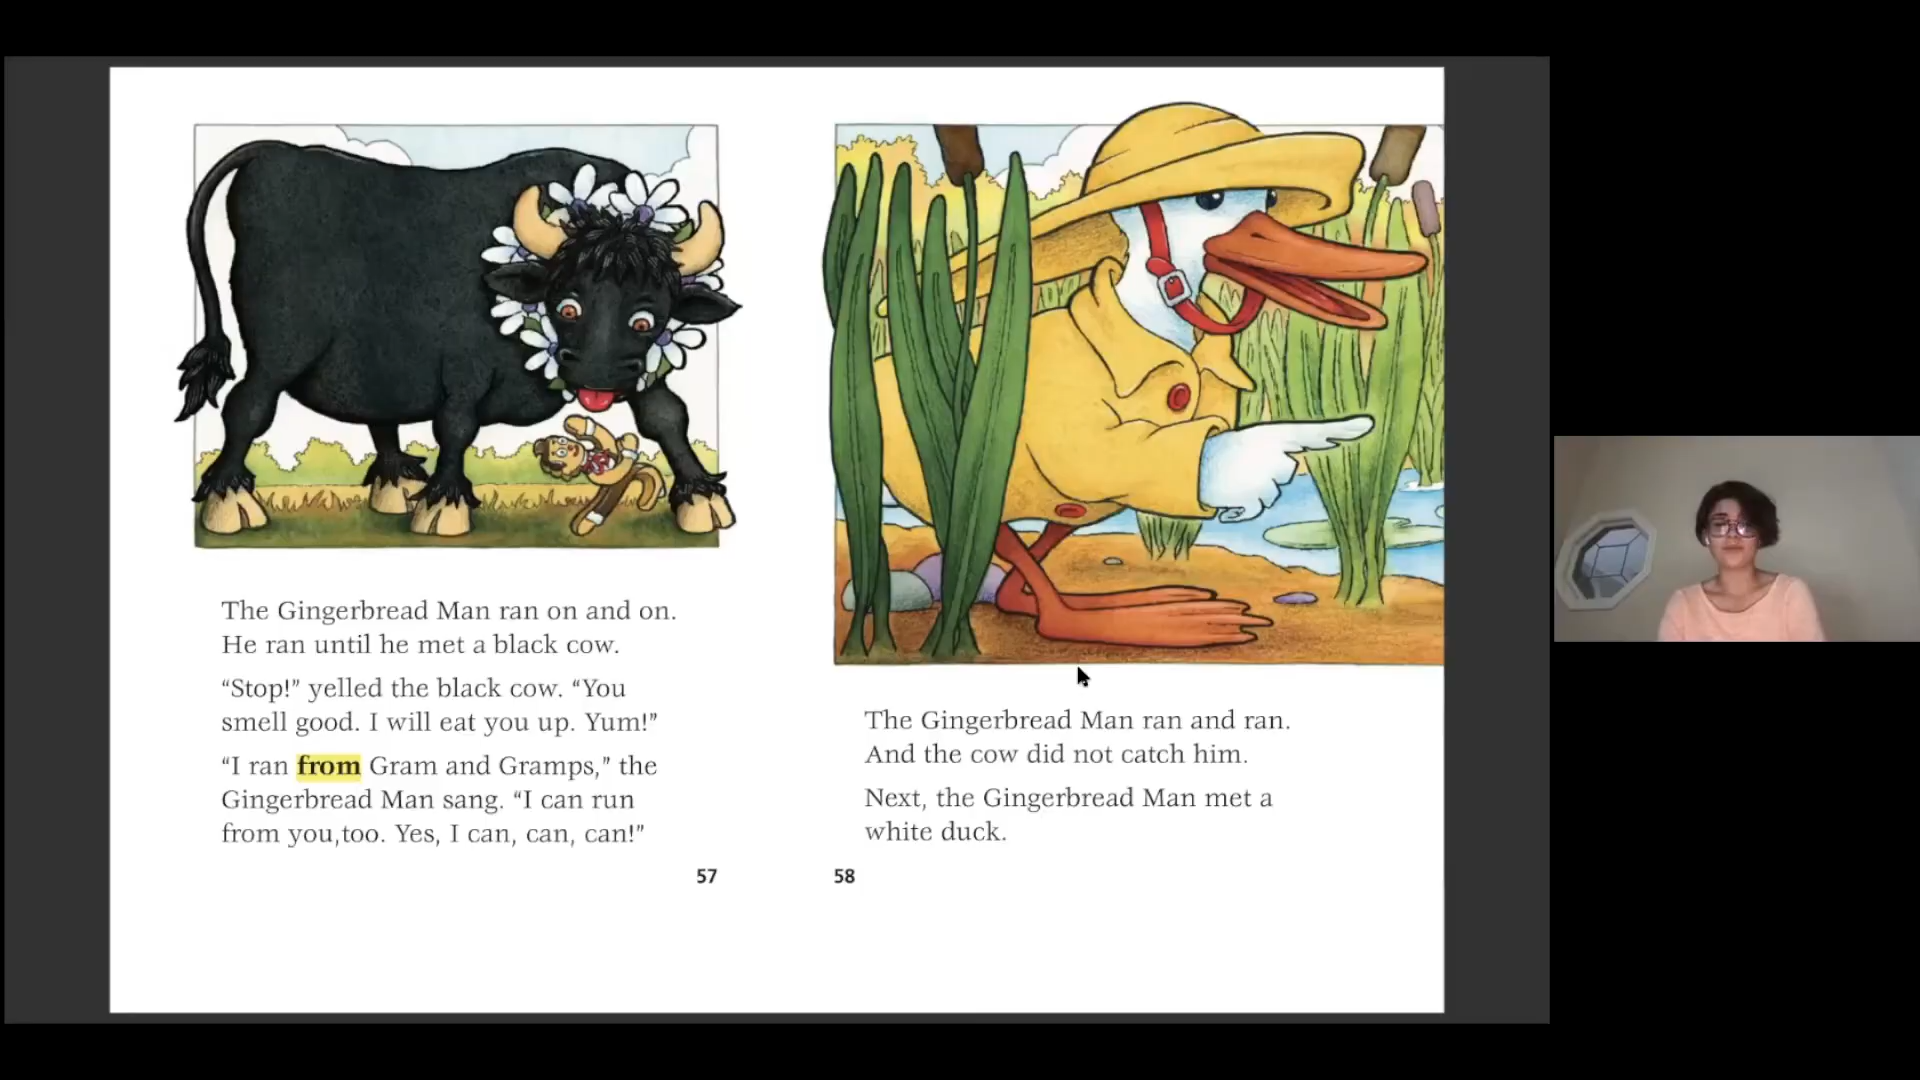 The Gingerbread Man ran on and on.
He ran until he met a black cow.
“Stop!” yelled the black cow. “You
smell good. I will eat you up. Yum!”
“I ran from Gram and Gramps,” the
Gingerbread Man sang. “I can run
from you,too. Yes, I can, can, can!”
57
The Gingerbread Man ran and ran.
And the cow did not catch him.
Next, the Gingerbread Man met a
white duck.
58